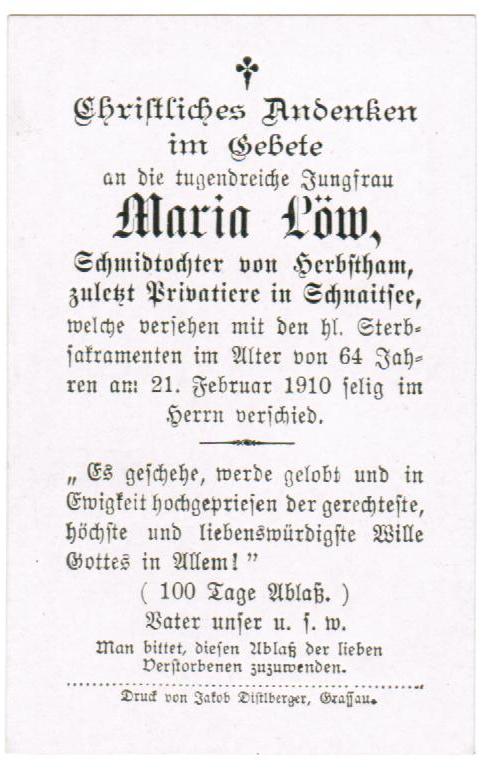 Christliches Andenken
im Gebete
an die tugendreiche Jungfrau
Maria Löw,
Schmidtochter von Herbstham,
zuletzt Privatiere in Schnaitsee,
welche versehen mit den hl. Sterb-
sakramenten im Alter von 64 Jah-
ren am 21. Februar 1910 selig im
Herrn verschied.
„ Es geschehe, werde gelobt und in
Ewigkeit hochgepriesen der gerechteste,
höchste und liebenswürdigste Wille
Gottes in Allem! ”
( 100 Tage Ablaß. )
Vater unser u. s. w.
Man bittet, diesen Ablaß der lieben
Verstorbenen zuzuwenden.
Druck von Jakob Distlberger, Grassau.